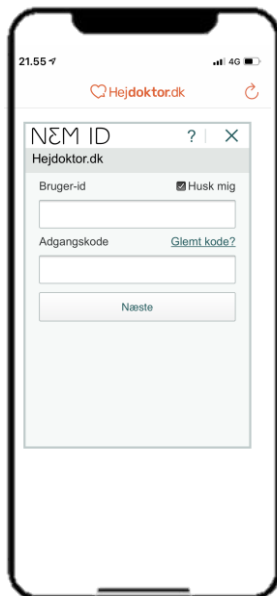 21.55 4G
Hejdoktor.dk
NEM ID ?
Hejdoktor.dk
Bruger-id Husk mig
Adgangskode Glemt kode?
Næste